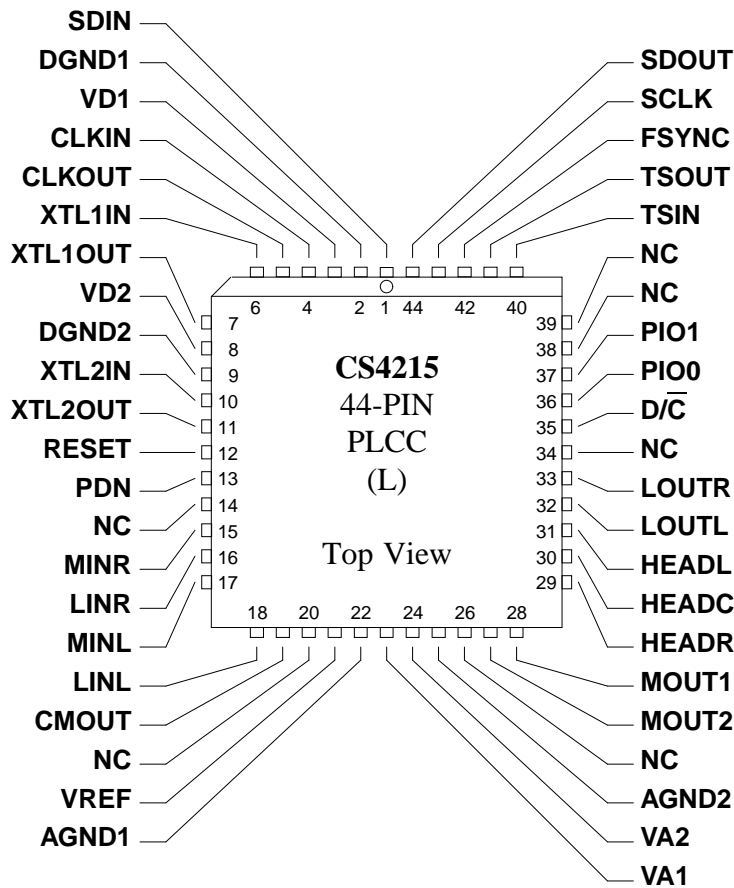 SDIN
DGND1
VD1
CLKIN
CLKOUT
XTL1IN
XTL1OUT
VD2
DGND2
XTL2IN
XTL2OUT
RESET
PDN
NC
MINR
LINR
MINL
LINL
CMOUT
NC
VREF
AGND1
6 4 2 1 44 42 40
7
8
9
10
11
12
13
14
15
16
17
CS4215
44-PIN
PLCC
(L)
Top View
39
38
37
36
35
34
33
32
31
30
29
18 20 22 24 26 28
SDOUT
SCLK
FSYNC
TSOUT
TSIN
NC
NC
PIO1
PIO0
D/C̅
NC
LOUTR
LOUTL
HEADL
HEADC
HEADR
MOUT1
MOUT2
NC
AGND2
VA2
VA1